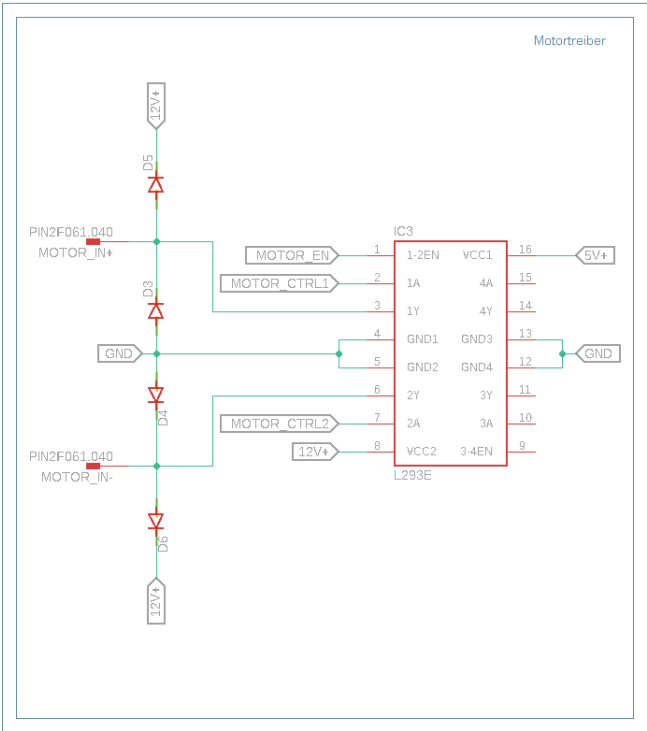 Motortreiber
12V+
D5
PIN2F061.040
MOTOR_IN+
D3
GND
D4
PIN2F061.040
MOTOR_IN-
D6
12V+
IC3
MOTOR_EN 1 1-2EN VCC1 16 5V+
MOTOR_CTRL1 2 1A 4A 15
3 1Y 4Y 14
4 GND1 GND3 13
GND
5 GND2 GND4 12
6 2Y 3Y 11
MOTOR_CTRL2 7 2A 3A 10
12V+ 8 VCC2 3-4EN 9
L293E